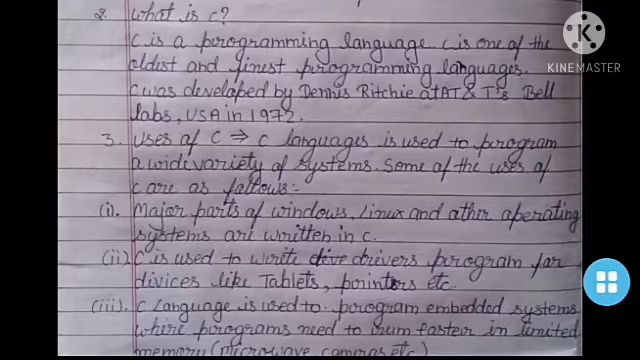 2. What is C?
C is a programming language. C is one of the
oldest and finest programming languages.
C was developed by Dennis Ritchie at AT & T's Bell
labs, USA in 1972.
3. Uses of C ⇒ C languages is used to program
a wide variety of systems. Some of the uses of
C are as follows:-
(i). Major parts of windows, Linux and other operating
systems are written in C.
(ii) C is used to write drivers program for
divices like Tablets, printers etc.
(iii). C Language is used to program embedded systems
where programs need to run faster in limited
memory (Microwave, camras etc.)
KINEMASTER